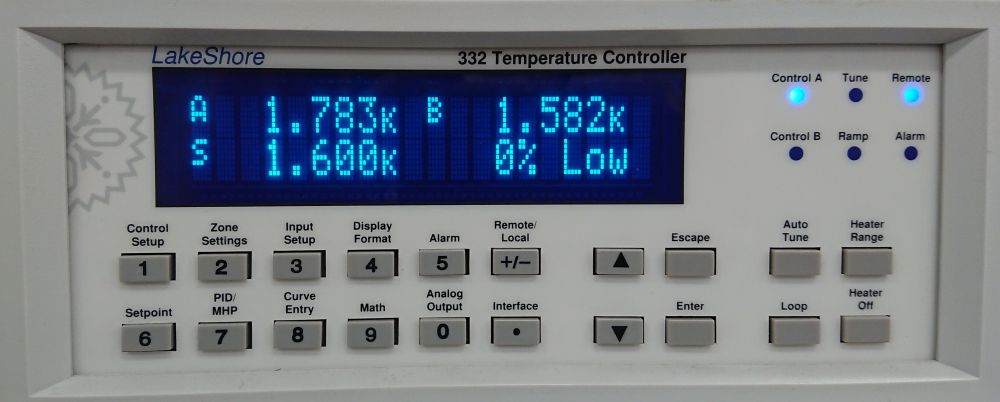 LakeShore 332 Temperature Controller
A 1.783K B 1.582K
S 1.600K 0% Low
Control A Tune Remote
Control B Ramp Alarm
Control Setup
Zone Settings
Input Setup
Display Format
Alarm
Remote/ Local
Escape
Auto Tune
Heater Range
1 2 3 4 5 +/− ▲
Setpoint
PID/ MHP
Curve Entry
Math
Analog Output
Interface
Enter
Loop
Heater Off
6 7 8 9 0 • ▼